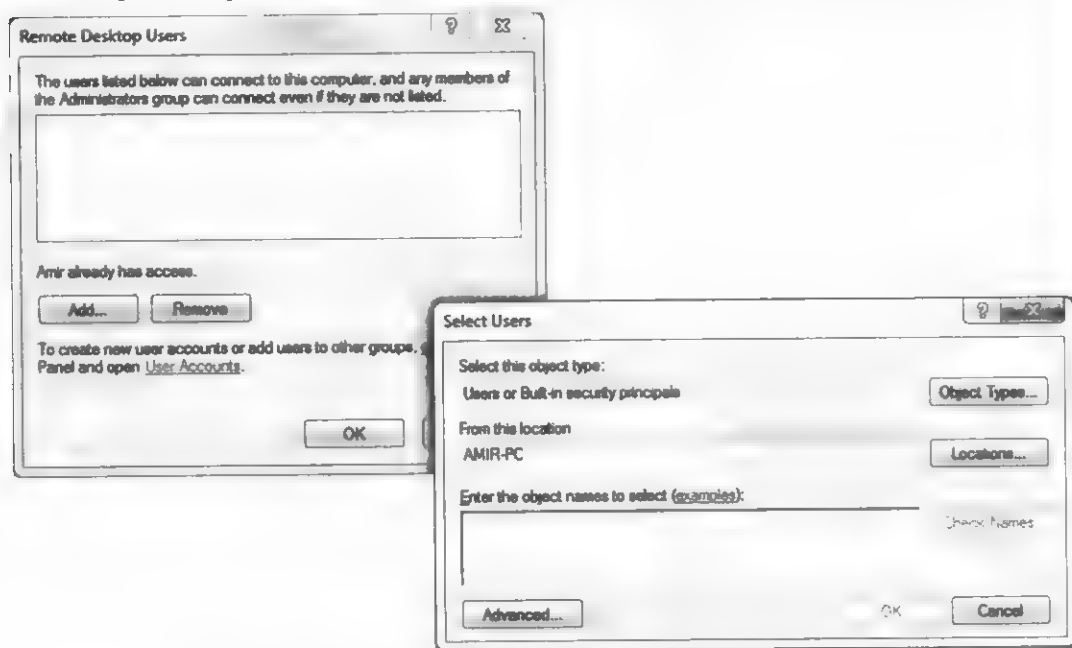 Remote Desktop Users
The users listed below can connect to this computer, and any members of
the Administrators group can connect even if they are not listed.
Amir already has access.
Add...
Remove
To create new user accounts or add users to other groups,
Panel and open User Accounts.
OK
Select Users
Select this object type:
Users or Built-in security principals
Object Types...
From this location
AMIR-PC
Locations...
Enter the object names to select (examples):
Check Names
Advanced...
OK
Cancel